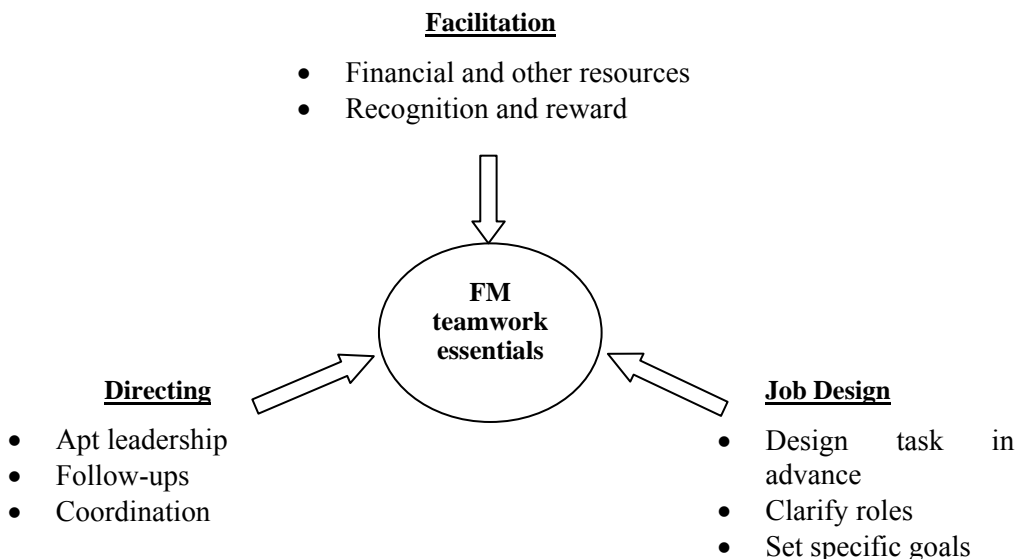 Facilitation
• Financial and other resources
• Recognition and reward
FM
teamwork
essentials
Directing
• Apt leadership
• Follow-ups
• Coordination
Job Design
• Design task in
advance
• Clarify roles
• Set specific goals